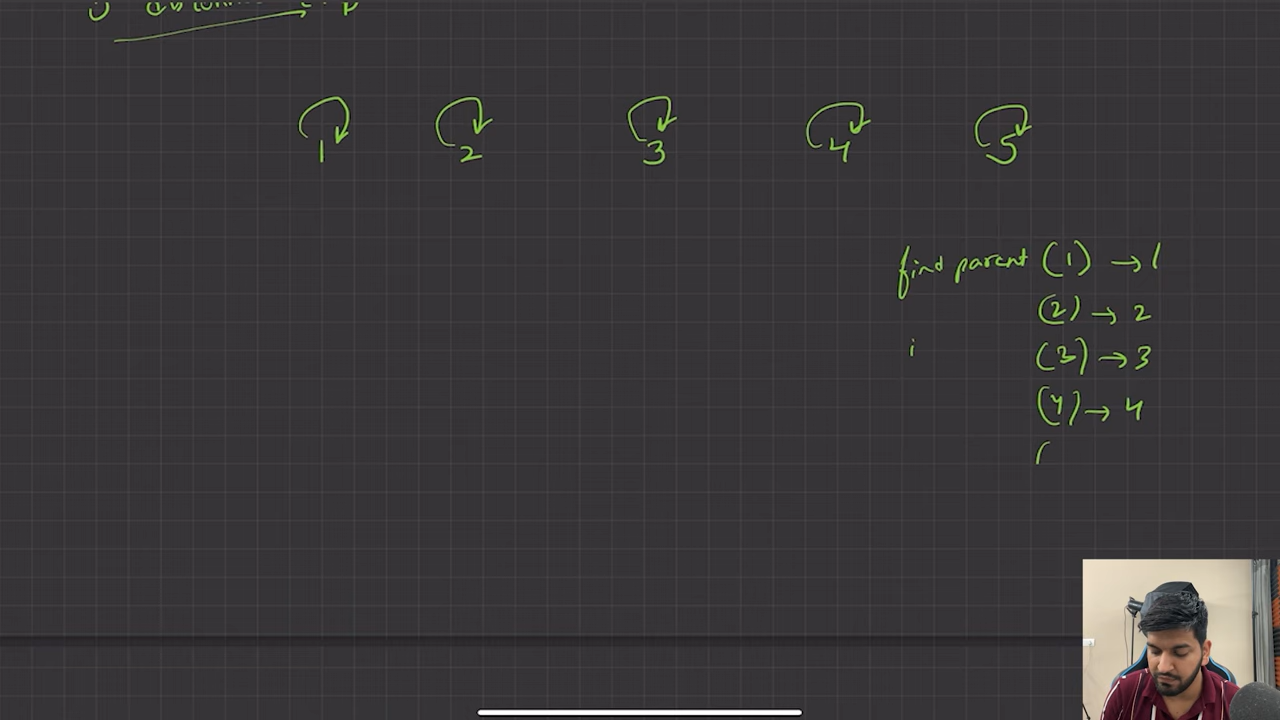 1 2 3 4 5
find parent (1) → 1
(2) → 2
i (3) → 3
(4) → 4
(